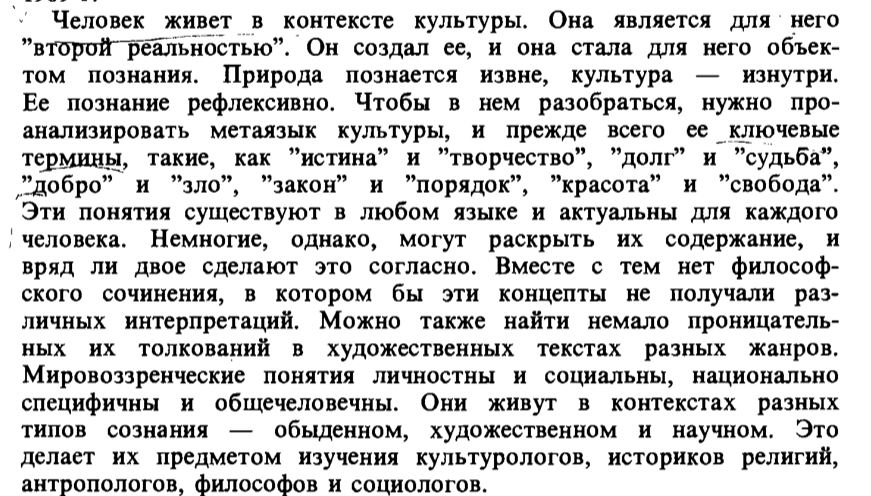 Человек живет в контексте культуры. Она является для него
"второй реальностью". Он создал ее, и она стала для него объек-
том познания. Природа познается извне, культура — изнутри.
Ее познание рефлексивно. Чтобы в нем разобраться, нужно про-
анализировать метаязык культуры, и прежде всего ее ключевые
термины, такие, как "истина" и "творчество", "долг" и "судьба",
"добро" и "зло", "закон" и "порядок", "красота" и "свобода".
Эти понятия существуют в любом языке и актуальны для каждого
человека. Немногие, однако, могут раскрыть их содержание, и
вряд ли двое сделают это согласно. Вместе с тем нет философ-
ского сочинения, в котором бы эти концепты не получали раз-
личных интерпретаций. Можно также найти немало проницатель-
ных их толкований в художественных текстах разных жанров.
Мировоззренческие понятия личностны и социальны, национально
специфичны и общечеловечны. Они живут в контекстах разных
типов сознания — обыденном, художественном и научном. Это
делает их предметом изучения культурологов, историков религий,
антропологов, философов и социологов.